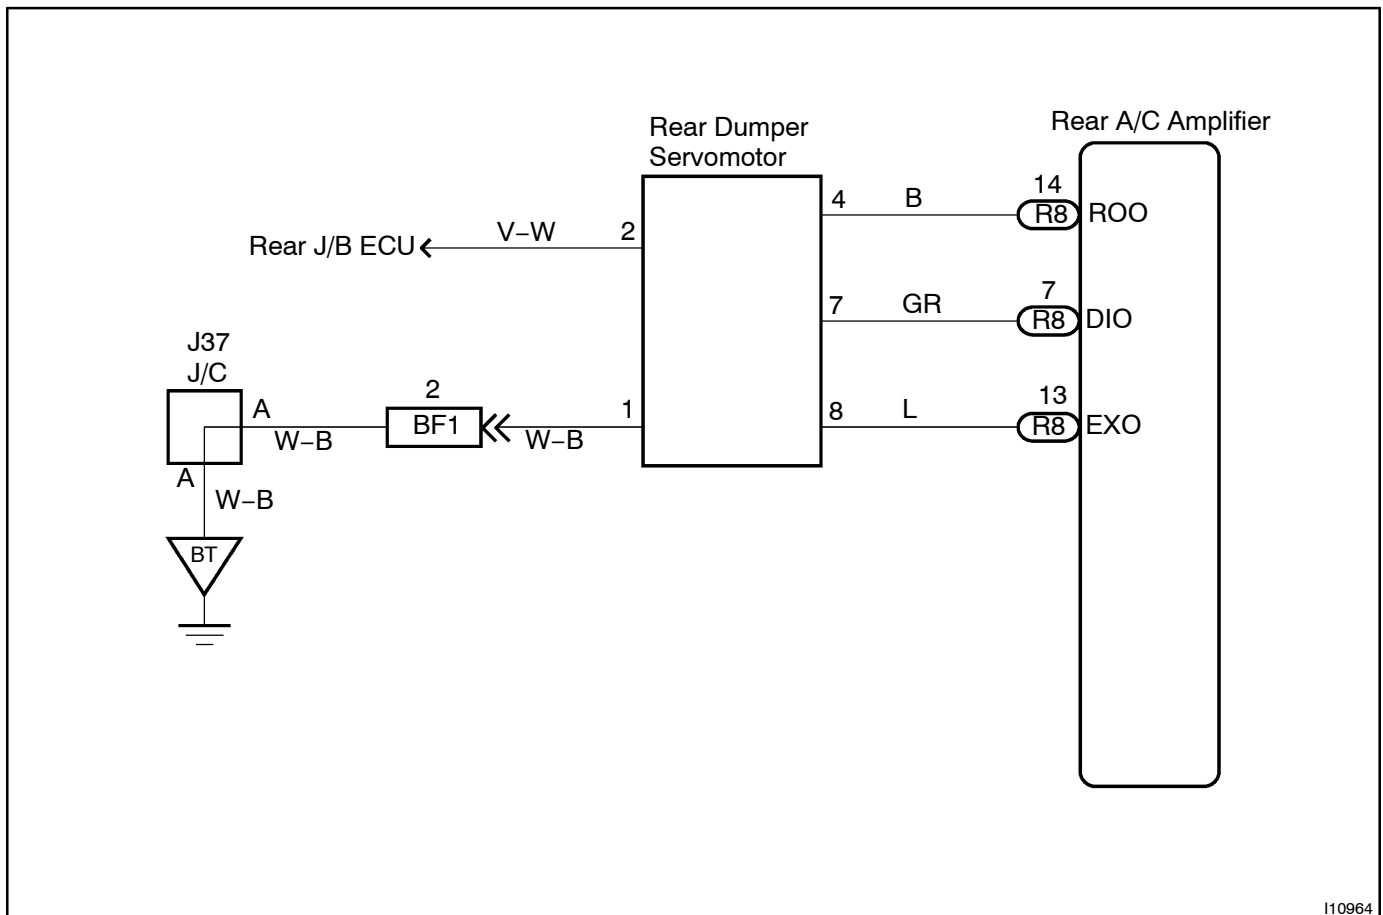 Rear Dumper
Servomotor
Rear A/C Amplifier
4
B
14
R8
ROO
Rear J/B ECU
V–W
2
7
GR
7
R8
DIO
J37
J/C
A
W–B
2
BF1
W–B
1
8
L
13
R8
EXO
A
W–B
BT
I10964